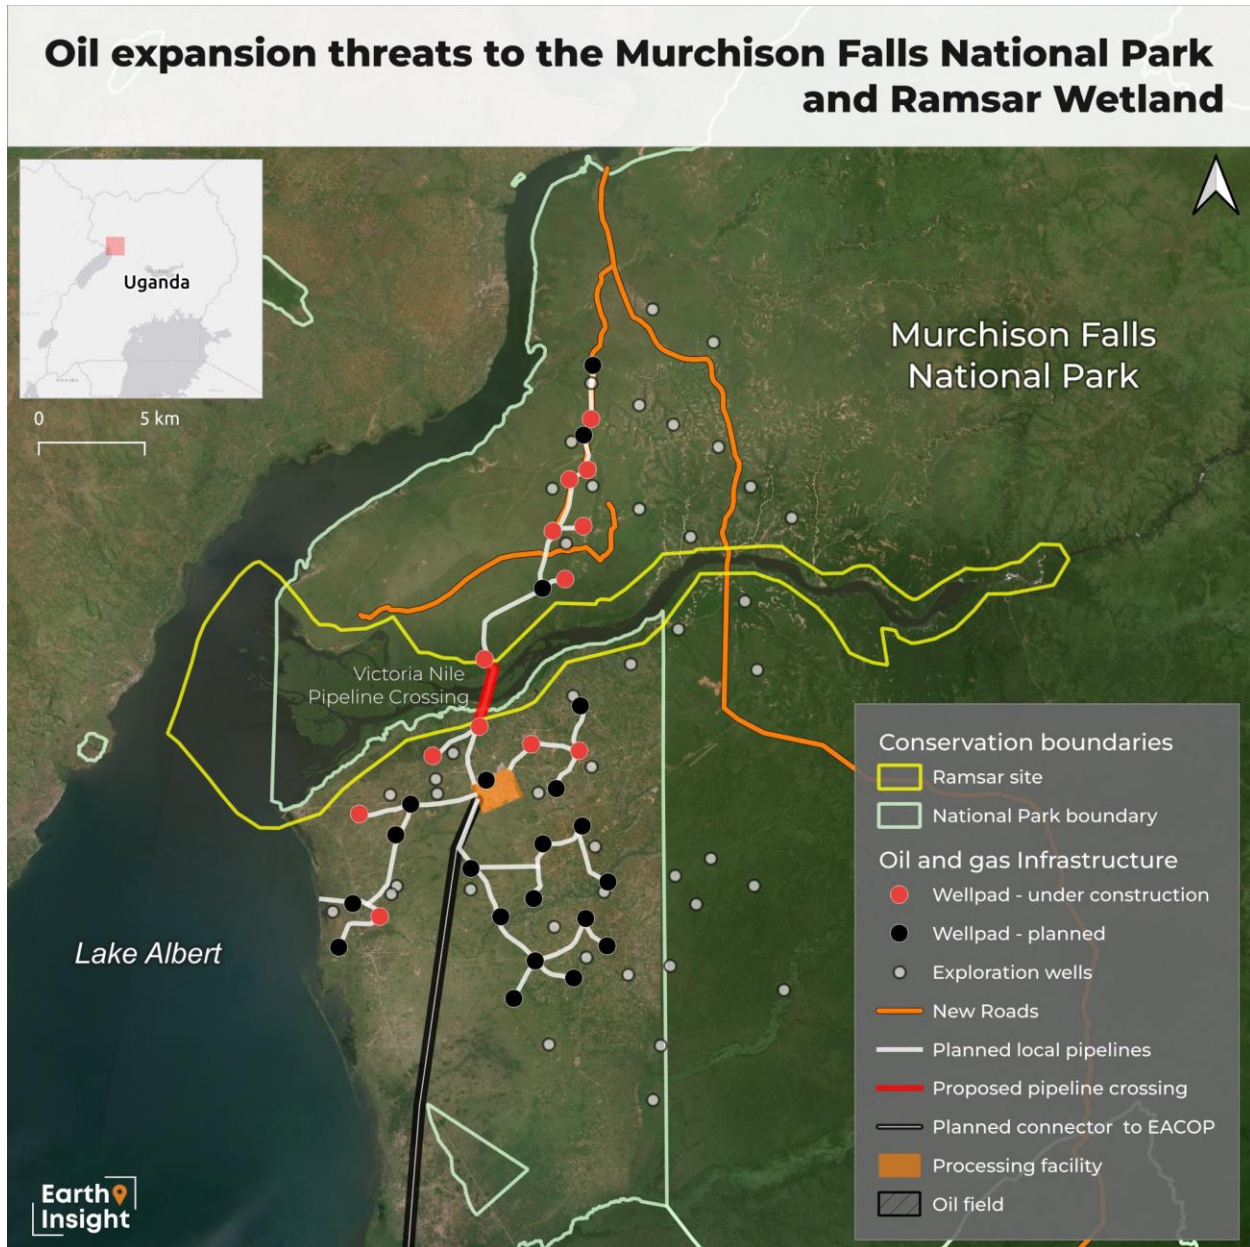 Oil expansion threats to the Murchison Falls National Park
and Ramsar Wetland
Uganda
0 5 km
Murchison Falls
National Park
Victoria Nile
Pipeline Crossing
Lake Albert
Conservation boundaries
Ramsar site
National Park boundary
Oil and gas Infrastructure
Wellpad - under construction
Wellpad - planned
Exploration wells
New Roads
Planned local pipelines
Proposed pipeline crossing
Planned connector to EACOP
Processing facility
Oil field
Earth
Insight